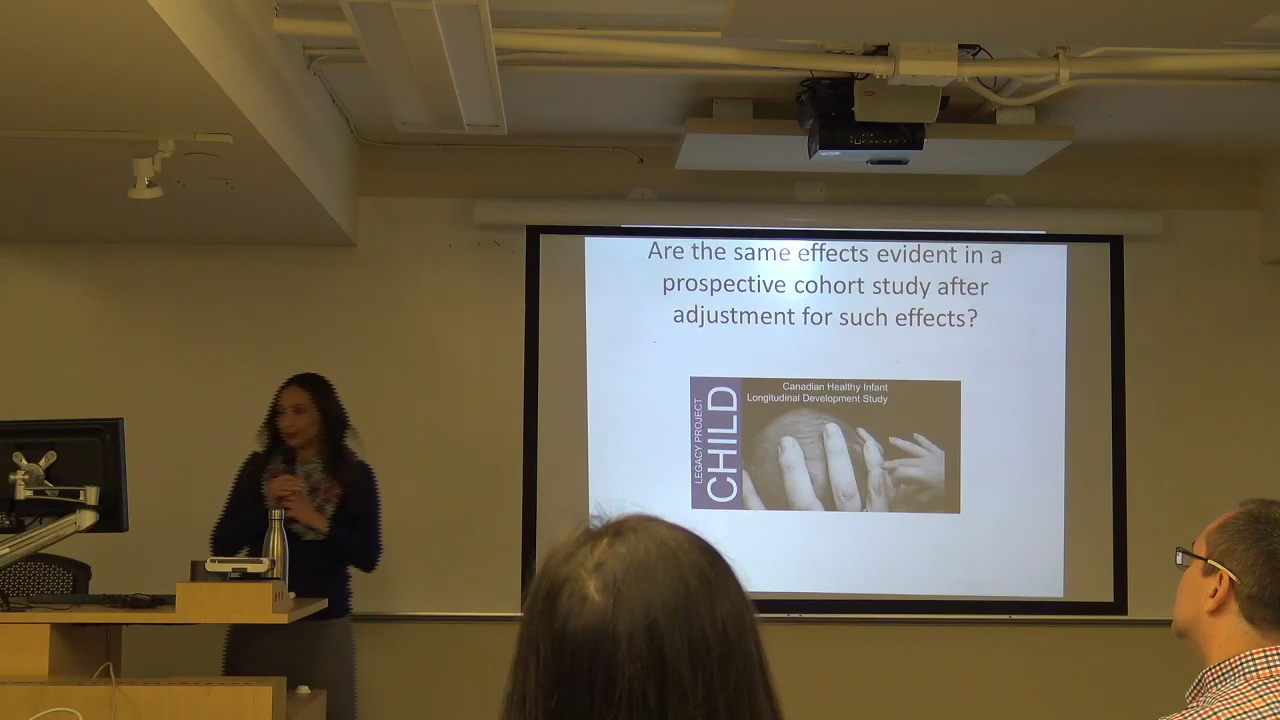 Are the same effects evident in a
prospective cohort study after
adjustment for such effects?
LEGACY PROJECT
CHILD
Canadian Healthy Infant
Longitudinal Development Study